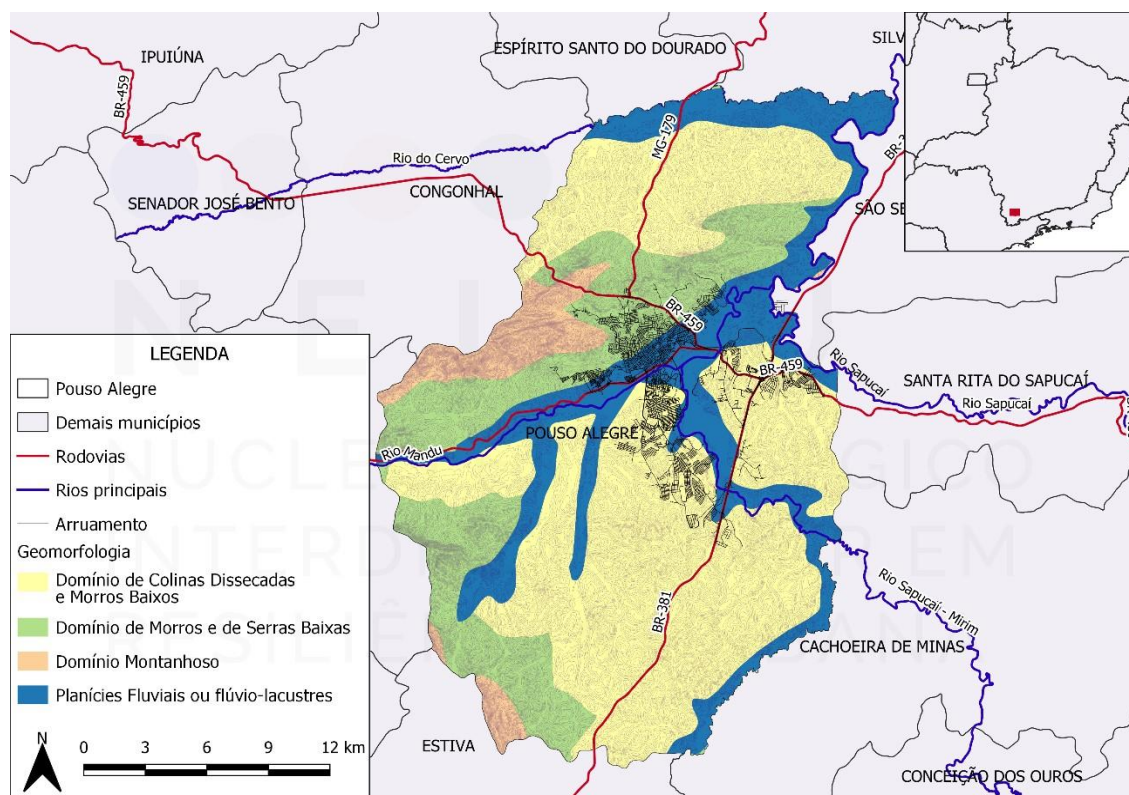 IPUIÚNA
ESPÍRITO SANTO DO DOURADO
SILV
BR-459
MG-179
BR-
Rio do Cervo
CONGONHAL
SENADOR JOSÉ BENTO
SÃO SE
BR-459
BR-459
Rio Sapucaí
SANTA RITA DO SAPUCAÍ
Rio Sapucaí
POUSO ALEGRE
Rio Mandu
Rio Sapucaí - Mirim
BR-381
CACHOEIRA DE MINAS
ESTIVA
CONCEIÇÃO DOS OUROS
LEGENDA
Pouso Alegre
Demais municípios
Rodovias
Rios principais
Arruamento
Geomorfologia
Domínio de Colinas Dissecadas
e Morros Baixos
Domínio de Morros e de Serras Baixas
Domínio Montanhoso
Planícies Fluviais ou flúvio-lacustres
N
0 3 6 9 12 km